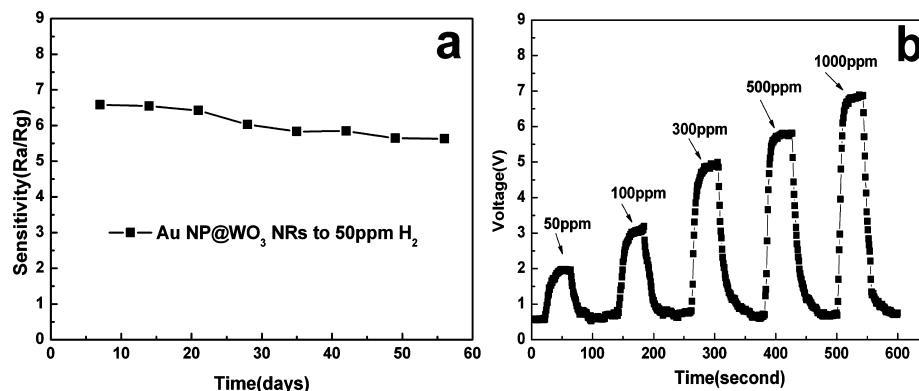 a
9
8
7
6
5
4
3
2
1
0
Sensitivity(Ra/Rg)
Au NP@WO₃ NRs to 50ppm H₂
0 10 20 30 40 50 60
Time(days)
b
9
8
7
6
5
4
3
2
1
0
Voltage(V)
50ppm
100ppm
300ppm
500ppm
1000ppm
0 100 200 300 400 500 600
Time(second)